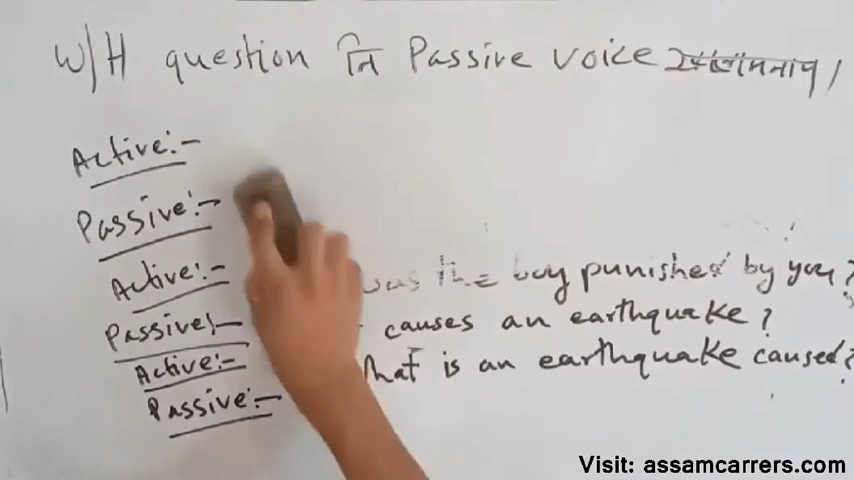 W/H question Passive voice
Active:-
Passive:-
Active:- was the boy punished by you?
Passive:- causes an earthquake?
Active:- What is an earthquake caused?
Passive:-
Visit: assamcarrers.com/